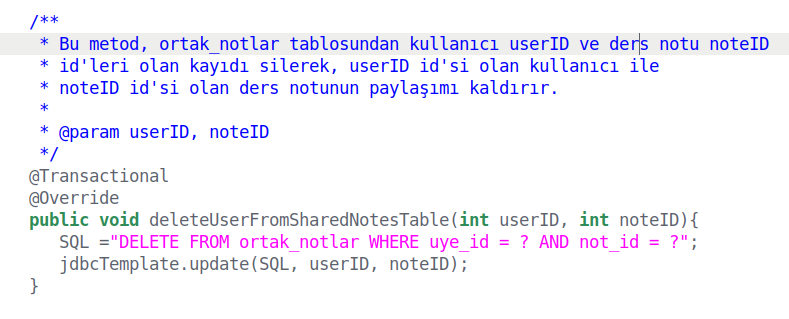 /**
* Bu metod, ortak_notlar tablosundan kullanıcı userID ve ders notu noteID
* id'leri olan kayıdı silerek, userID id'si olan kullanıcı ile
* noteID id'si olan ders notunun paylaşımı kaldırır.
*
* @param userID, noteID
*/
@Transactional
@Override
public void deleteUserFromSharedNotesTable(int userID, int noteID){
SQL ="DELETE FROM ortak_notlar WHERE uye_id = ? AND not_id = ?";
jdbcTemplate.update(SQL, userID, noteID);
}